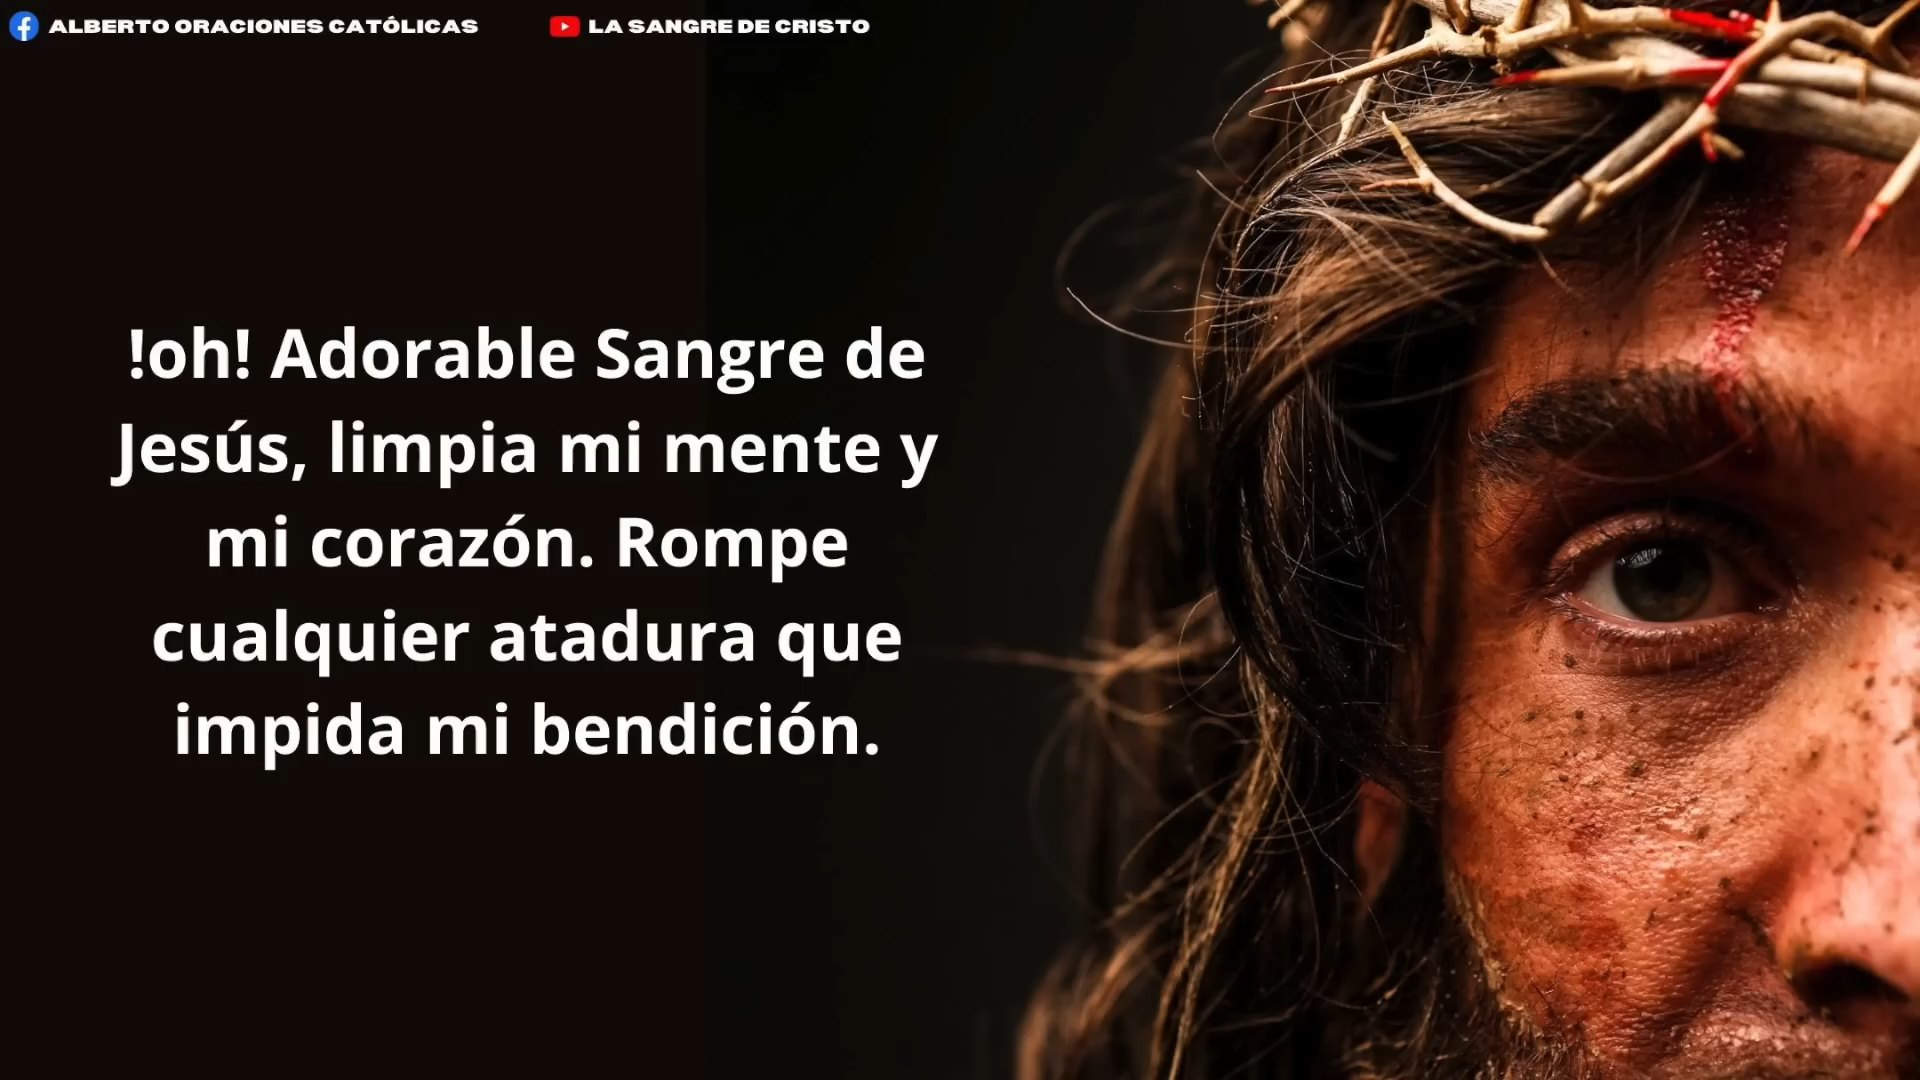 ALBERTO ORACIONES CATÓLICAS
LA SANGRE DE CRISTO
!oh! Adorable Sangre de
Jesús, limpia mi mente y
mi corazón. Rompe
cualquier atadura que
impida mi bendición.